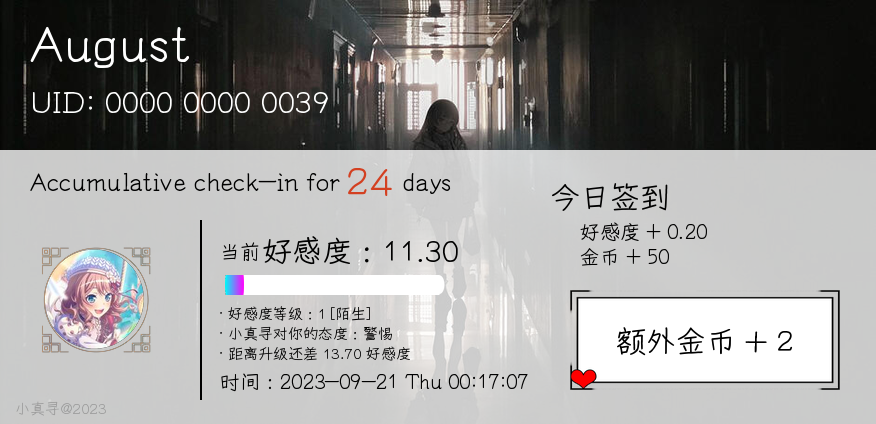 August
UID: 0000 0000 0039
Accumulative check-in for 24 days
当前好感度 : 11.30
· 好感度等级 : 1 [陌生]
· 小真寻对你的态度 : 警惕
· 距离升级还差 13.70 好感度
时间 : 2023-09-21 Thu 00:17:07
今日签到
好感度 + 0.20
金币 + 50
额外金币 + 2
小真寻@2023